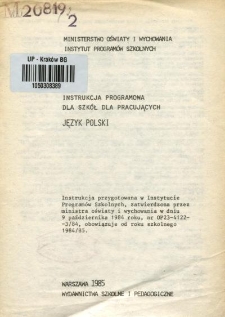 M 20819/2
MINISTERSTWO OŚWIATY I WYCHOWANIA
INSTYTUT PROGRAMÓW SZKOLNYCH
UP - Kraków BG
1050308389
INSTRUKCJA PROGRAMOWA
DLA SZKÓŁ DLA PRACUJĄCYCH
JĘZYK POLSKI
Instrukcja przygotowana w Instytucie
Programów Szkolnych, zatwierdzona przez
ministra oświaty i wychowania w dniu
9 października 1984 roku, nr OP23-4122-
-3/84, obowiązuje od roku szkolnego
1984/85.
WARSZAWA 1985
WYDAWNICTWA SZKOLNE I PEDAGOGICZNE